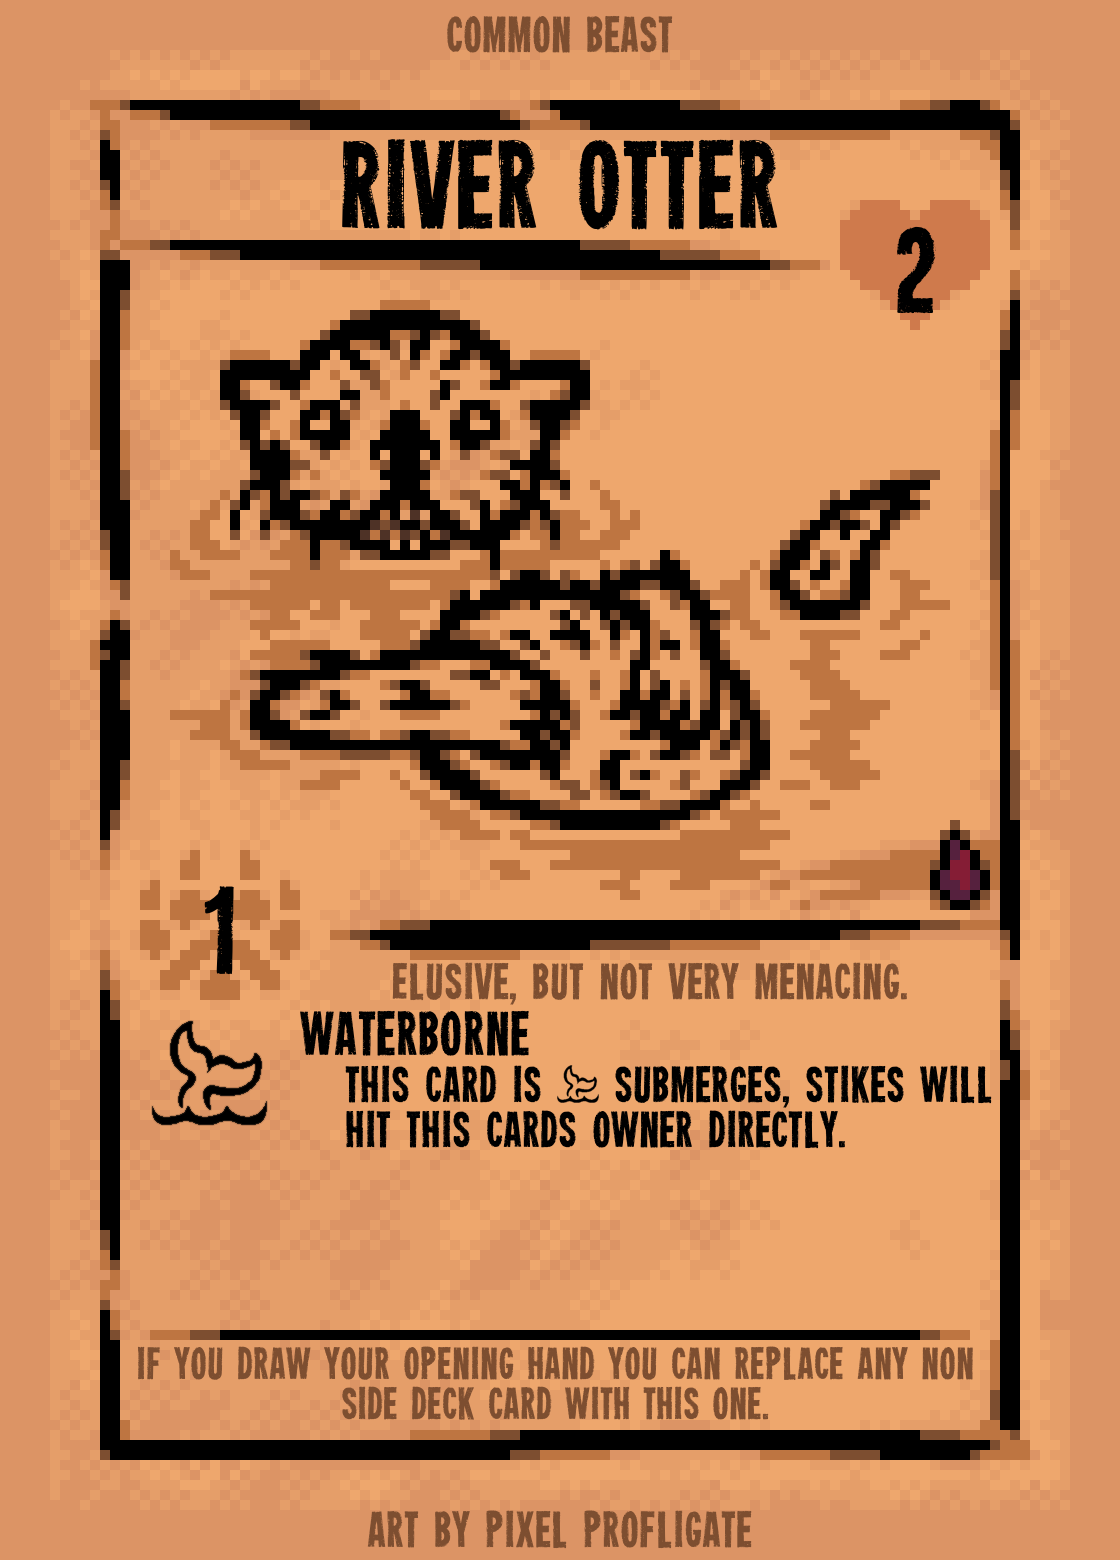 COMMON BEAST
RIVER OTTER
2
1
ELUSIVE, BUT NOT VERY MENACING.
WATERBORNE
THIS CARD IS SUBMERGES, STIKES WILL
HIT THIS CARDS OWNER DIRECTLY.
IF YOU DRAW YOUR OPENING HAND YOU CAN REPLACE ANY NON
SIDE DECK CARD WITH THIS ONE.
ART BY PIXEL PROFLIGATE